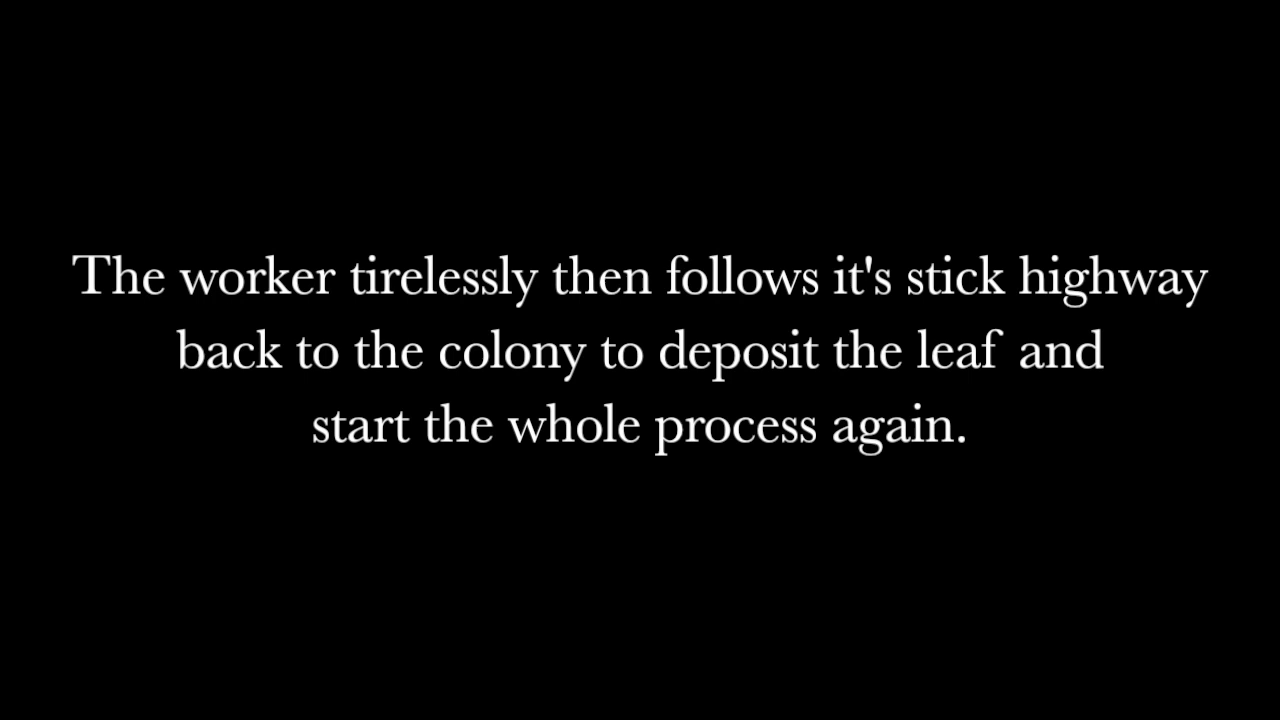 The worker tirelessly then follows it's stick highway
back to the colony to deposit the leaf and
start the whole process again.